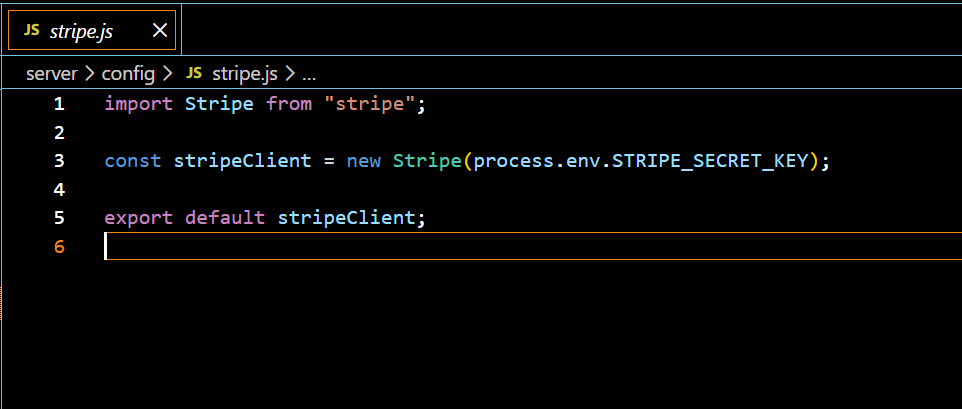 JS stripe.js
server > config > JS stripe.js > ...
1 import Stripe from "stripe";
2
3 const stripeClient = new Stripe(process.env.STRIPE_SECRET_KEY);
4
5 export default stripeClient;
6